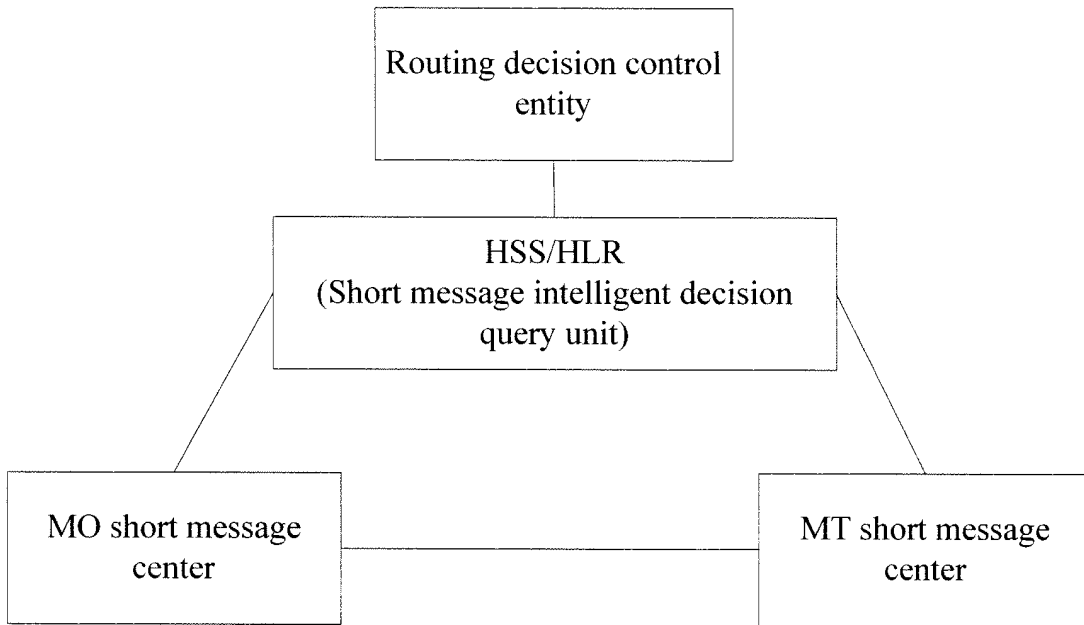 Routing decision control
entity
HSS/HLR
(Short message intelligent decision
query unit)
MO short message
center
MT short message
center